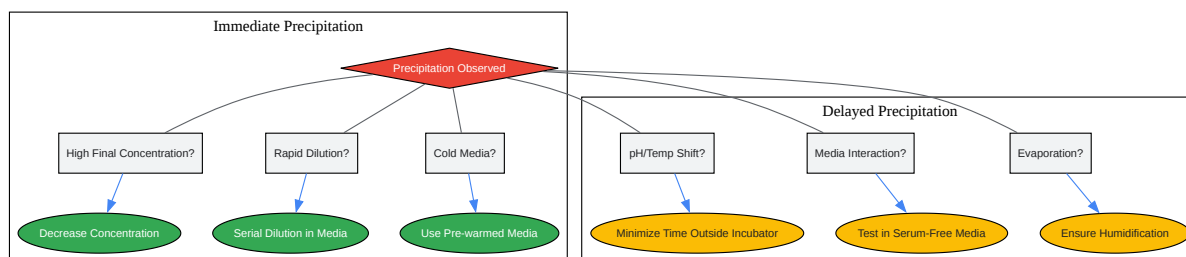 Immediate Precipitation
Precipitation Observed
Delayed Precipitation
High Final Concentration?
Rapid Dilution?
Cold Media?
pH/Temp Shift?
Media Interaction?
Evaporation?
Decrease Concentration
Serial Dilution in Media
Use Pre-warmed Media
Minimize Time Outside Incubator
Test in Serum-Free Media
Ensure Humidification